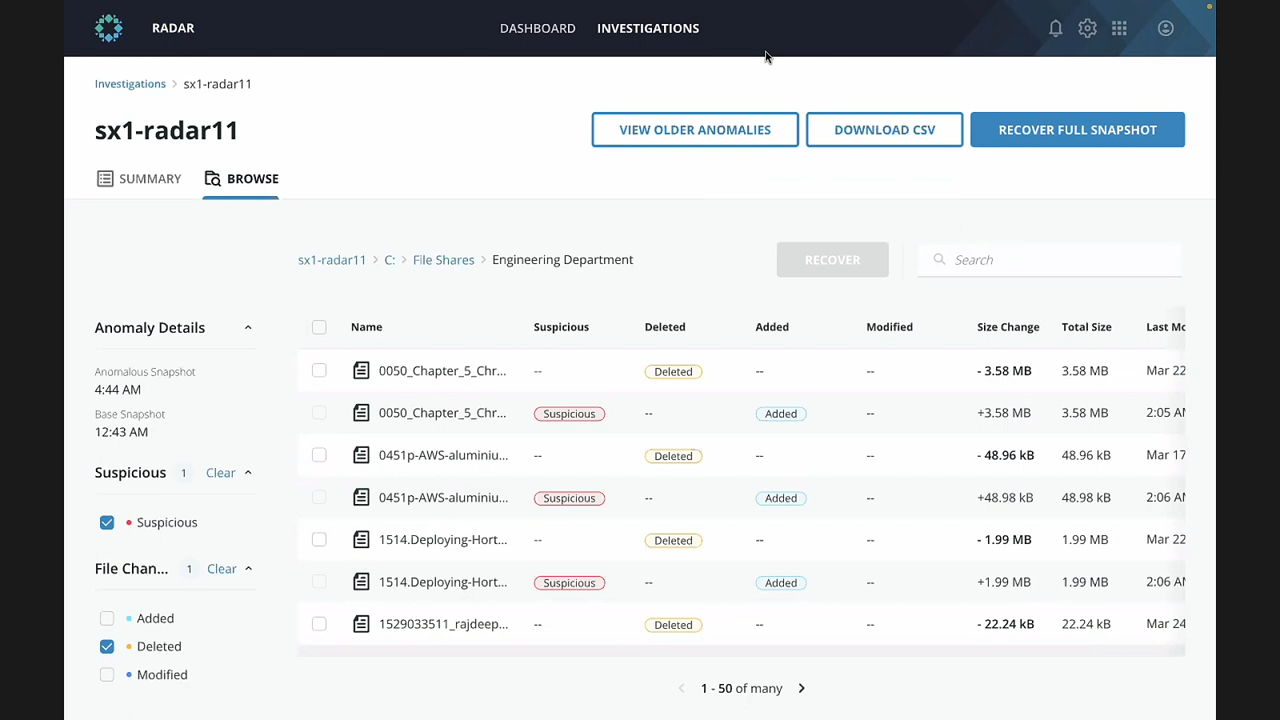 RADAR
DASHBOARD INVESTIGATIONS
Investigations > sx1-radar11
sx1-radar11
VIEW OLDER ANOMALIES DOWNLOAD CSV RECOVER FULL SNAPSHOT
SUMMARY BROWSE
sx1-radar11 > C: > File Shares > Engineering Department
RECOVER
Search
Anomaly Details
Anomalous Snapshot
4:44 AM
Base Snapshot
12:43 AM
Suspicious 1 Clear
Suspicious
File Chan... 1 Clear
Added
Deleted
Modified
Name Suspicious Deleted Added Modified Size Change Total Size Last Mo
0050_Chapter_5_Chr... -- Deleted -- -- - 3.58 MB 3.58 MB Mar 22
0050_Chapter_5_Chr... Suspicious -- Added -- +3.58 MB 3.58 MB 2:05 AM
0451p-AWS-aluminiu... -- Deleted -- -- - 48.96 kB 48.96 kB Mar 17
0451p-AWS-aluminiu... Suspicious -- Added -- +48.98 kB 48.98 kB 2:06 AM
1514.Deploying-Hort... -- Deleted -- -- - 1.99 MB 1.99 MB Mar 22
1514.Deploying-Hort... Suspicious -- Added -- +1.99 MB 1.99 MB 2:06 AM
1529033511_rajdeep... -- Deleted -- -- - 22.24 kB 22.24 kB Mar 24
1 - 50 of many